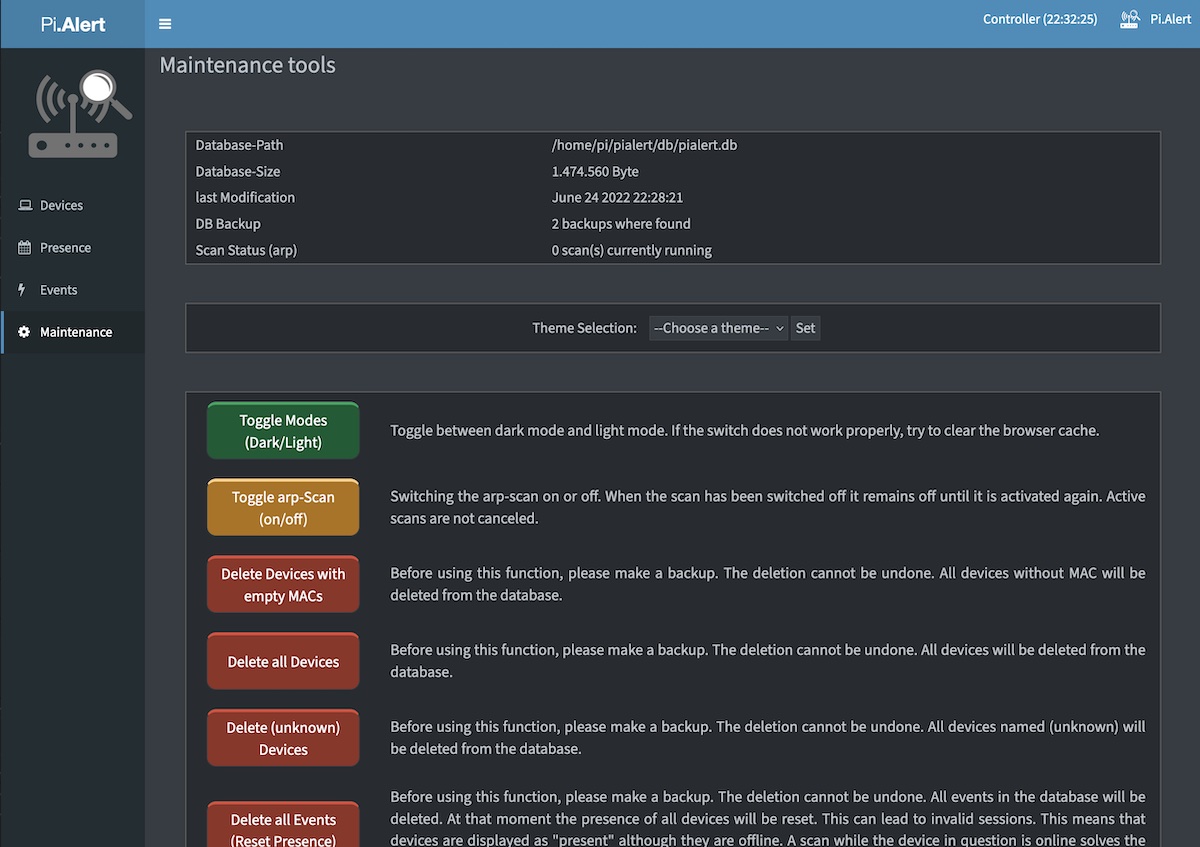 Pi.Alert
Controller (22:32:25)
Pi.Alert
Maintenance tools
Devices
Presence
Events
Maintenance
Database-Path /home/pi/pialert/db/pialert.db
Database-Size 1.474.560 Byte
last Modification June 24 2022 22:28:21
DB Backup 2 backups where found
Scan Status (arp) 0 scan(s) currently running
Theme Selection: --Choose a theme-- Set
Toggle Modes
(Dark/Light)
Toggle between dark mode and light mode. If the switch does not work properly, try to clear the browser cache.
Toggle arp-Scan
(on/off)
Switching the arp-scan on or off. When the scan has been switched off it remains off until it is activated again. Active
scans are not canceled.
Delete Devices with
empty MACs
Before using this function, please make a backup. The deletion cannot be undone. All devices without MAC will be
deleted from the database.
Delete all Devices
Before using this function, please make a backup. The deletion cannot be undone. All devices will be deleted from the
database.
Delete (unknown)
Devices
Before using this function, please make a backup. The deletion cannot be undone. All devices named (unknown) will
be deleted from the database.
Delete all Events
(Reset Presence)
Before using this function, please make a backup. The deletion cannot be undone. All events in the database will be
deleted. At that moment the presence of all devices will be reset. This can lead to invalid sessions. This means that
devices are displayed as "present" although they are offline. A scan while the device in question is online solves the